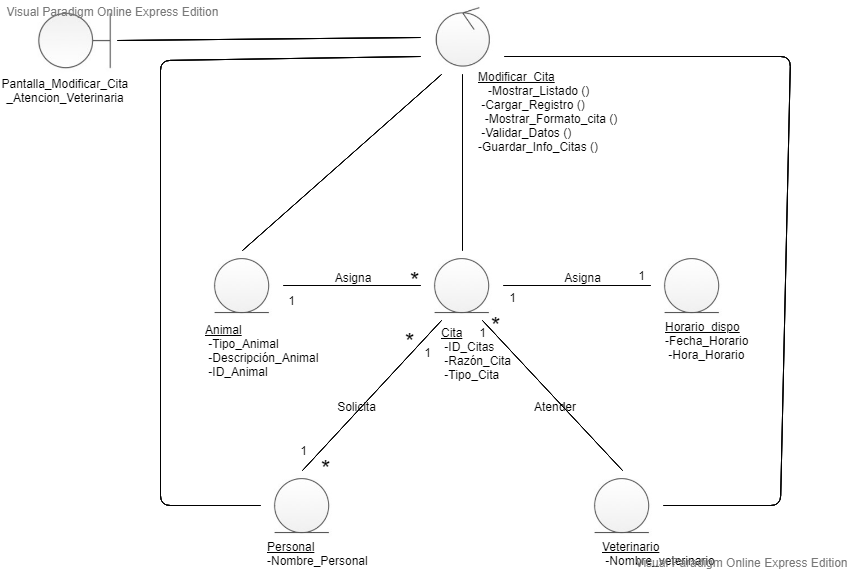 Visual Paradigm Online Express Edition
Pantalla_Modificar_Cita
_Atencion_Veterinaria
Modificar_Cita
-Mostrar_Listado ()
-Cargar_Registro ()
-Mostrar_Formato_cita ()
-Validar_Datos ()
-Guardar_Info_Citas ()
Asigna
*
1
Asigna
1
1
Animal
-Tipo_Animal
-Descripción_Animal
-ID_Animal
Cita
-ID_Citas
-Razón_Cita
-Tipo_Cita
Horario_dispo
-Fecha_Horario
-Hora_Horario
*
1
1
*
Solicita
Atender
1
*
Personal
-Nombre_Personal
Veterinario
-Nombre_veterinario
Visual Paradigm Online Express Edition